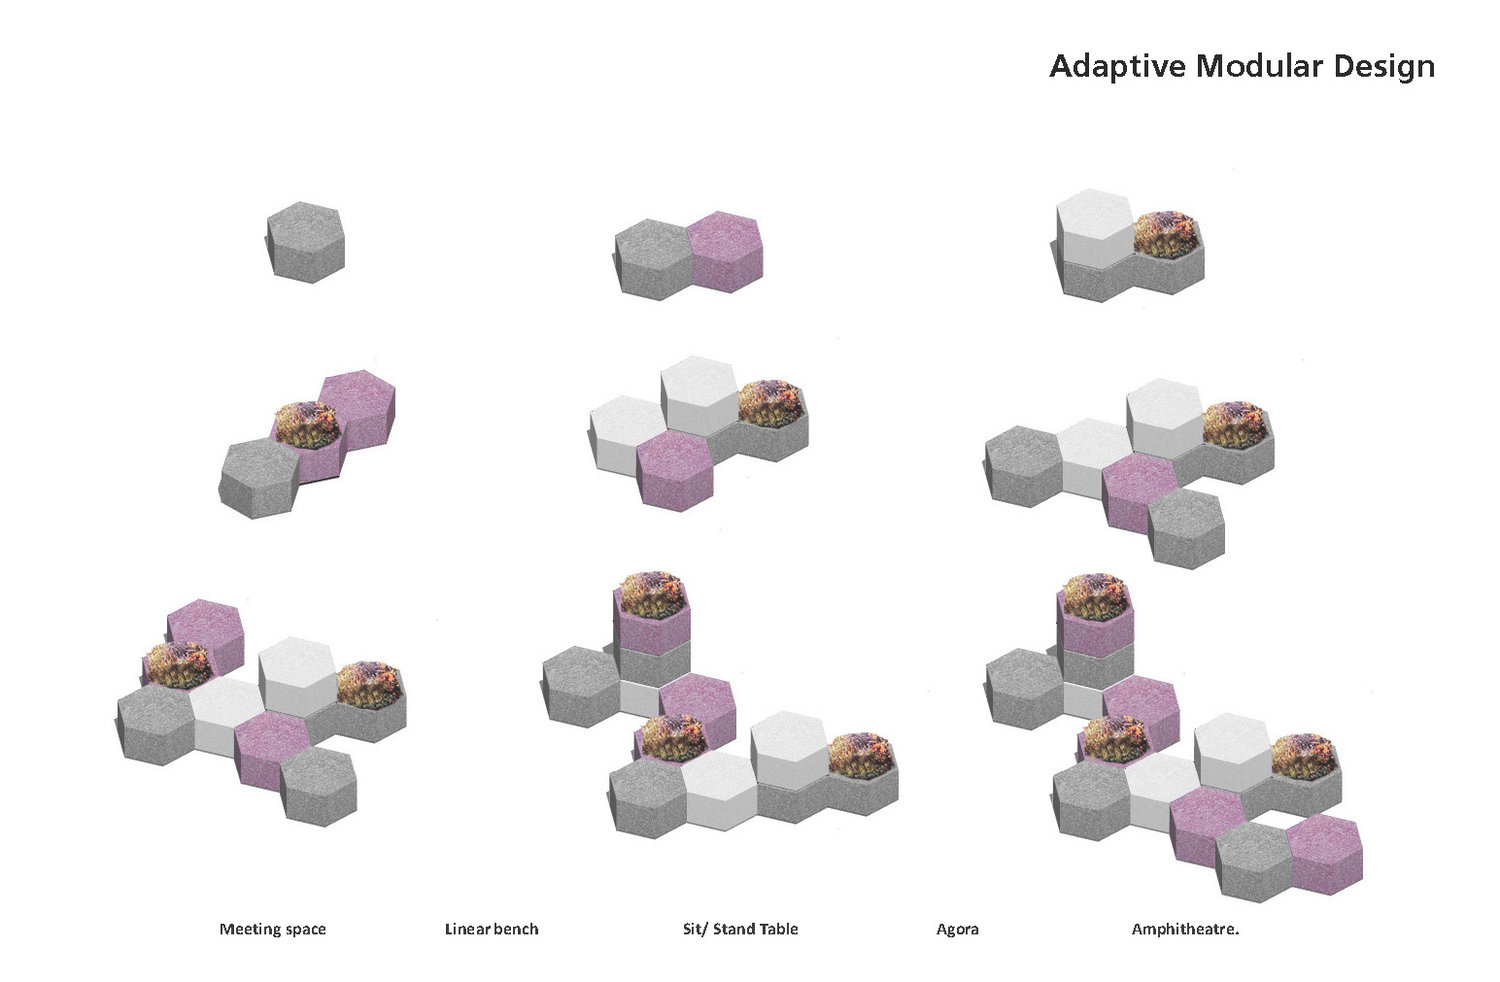 Adaptive Modular Design
Meeting space
Linear bench
Sit/ Stand Table
Agora
Amphitheatre.